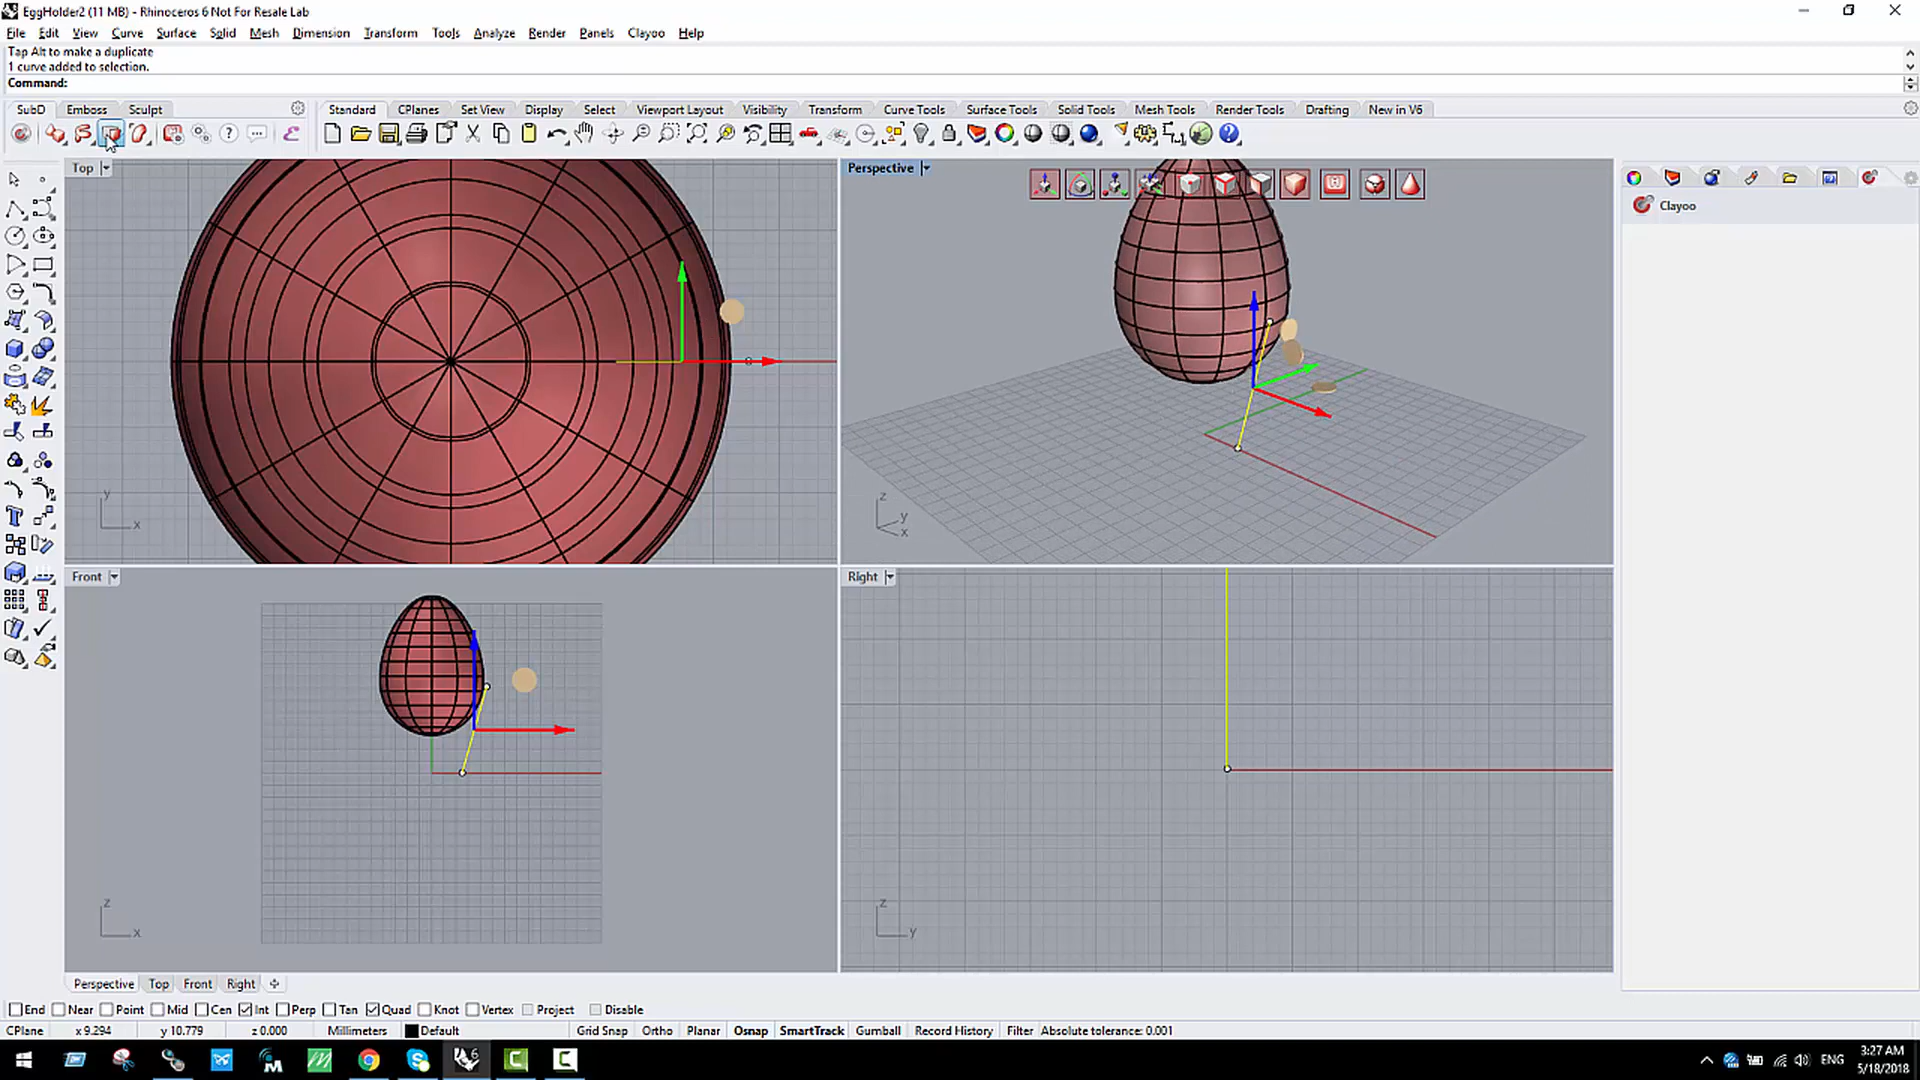 EggHolder2 (11 MB) - Rhinoceros 6 Not For Resale Lab
File Edit View Curve Surface Solid Mesh Dimension Transform Tools Analyze Render Panels Clayoo Help
Tap Alt to make a duplicate
1 curve added to selection.
Command:
SubD Emboss Sculpt Standard CPlanes Set View Display Select Viewport Layout Visibility Transform Curve Tools Surface Tools Solid Tools Mesh Tools Render Tools Drafting New in V6
Top
y
x
Perspective
z
y
x
Clayoo
Front
z
x
Right
z
y
Perspective Top Front Right
End Near Point Mid Cen Int Perp Tan Quad Knot Vertex Project Disable
CPlane x 9.294 y 10.779 z 0.000 Millimeters Default Grid Snap Ortho Planar Osnap SmartTrack Gumball Record History Filter Absolute tolerance: 0.001
ENG
3:27 AM
5/18/2018